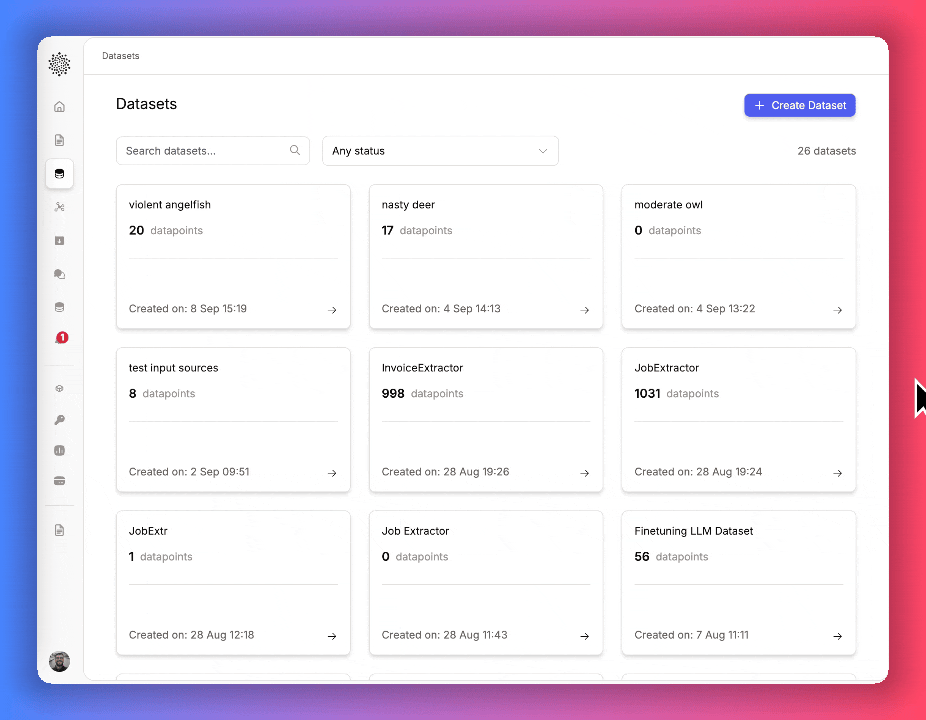 Datasets
Datasets
+ Create Dataset
Search datasets...
Any status
26 datasets
violent angelfish
20 datapoints
Created on: 8 Sep 15:19
nasty deer
17 datapoints
Created on: 4 Sep 14:13
moderate owl
0 datapoints
Created on: 4 Sep 13:22
1
test input sources
8 datapoints
Created on: 2 Sep 09:51
InvoiceExtractor
998 datapoints
Created on: 28 Aug 19:26
JobExtractor
1031 datapoints
Created on: 28 Aug 19:24
JobExtr
1 datapoints
Created on: 28 Aug 12:18
Job Extractor
0 datapoints
Created on: 28 Aug 11:43
Finetuning LLM Dataset
56 datapoints
Created on: 7 Aug 11:11